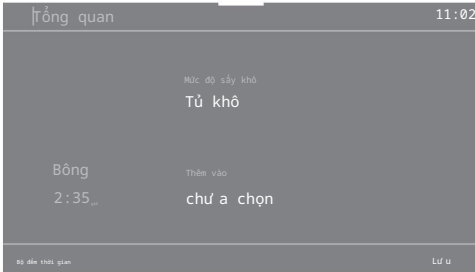 Tổng quan
11:02
Mức độ sấy khô
Tủ khô
Bông
2:35
Thêm vào
chưa chọn
Bộ đếm thời gian
Lưu